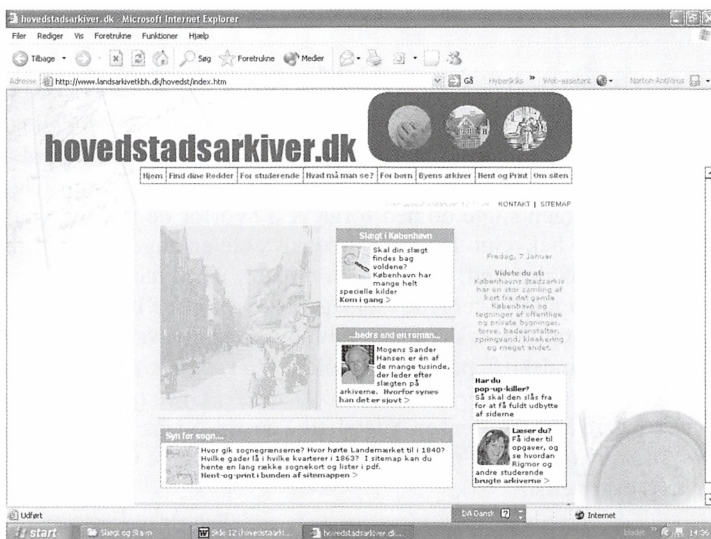 hovedstadsarkiver.dk - Microsoft Internet Explorer
Filer Rediger Vis Foretrukne Funktioner Hjælp
Tilbage Søg Foretrukne Medier
Adresse http://www.landsarkivetkbh.dk/hovedst/index.htm Gå Hyperlinks Web-assistent Norton AntiVirus
hovedstadsarkiver.dk
Hjem Find dine Rødder For studerende Hvad må man se? For børn Byens arkiver Hent og Print Om siten
KONTAKT | SITEMAP
Slægt i København
Skal din slægt
findes bag
voldene?
København har
mange helt
specielle kilder
Kom i gang >
...bedre end en roman...
Mogens Sander
Hansen er én af
de mange tusinde,
der leder efter
slægten på
arkiverne. Hvorfor synes
han det er sjovt >
Syn for sogn...
Hvor gik sognegrænserne? Hvor hørte Landemærket til i 1840?
Hvilke gader lå i hvilke kvarterer i 1863? I sitemap kan du
hente en lang række sognekort og lister i pdf.
Hent-og-print i bunden af sitemappen >
Fredag, 7 Januar
Vidste du at:
Københavns Stadsarkiv
har en stor samling af
kort fra det gamle
København og
tegninger af offentlige
og private bygninger,
torve, badeanstalter,
springvand, kloakering
og meget andet.
Har du
pop-up-killer?
Så skal den slås fra
for at få fuldt udbytte
af siderne
Læser du?
Få ideer til
opgaver, og
se hvordan
Rigmor og
andre studerende
brugte arkiverne >
Udført Internet
DA Dansk
start Slægt og Stavn Side 12 (hovedstadarki... hovedstadsarkiver.dk... 14:36